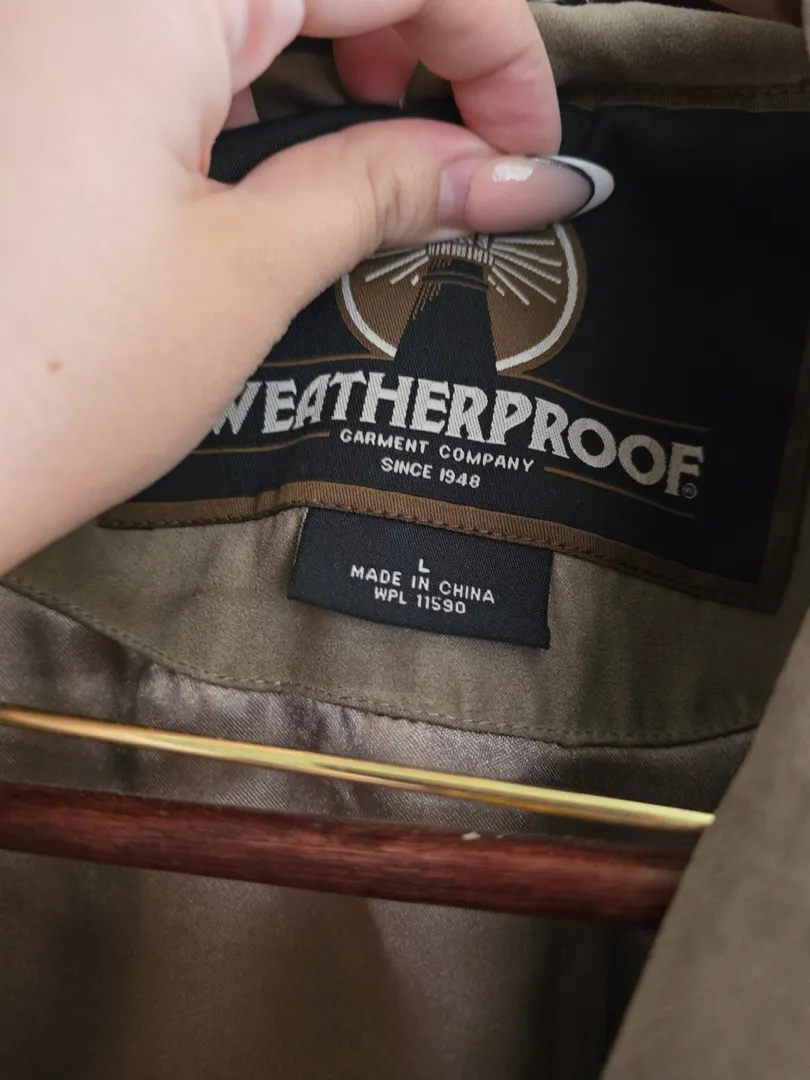 WEATHERPROOF®
GARMENT COMPANY
SINCE 1948
L
MADE IN CHINA
WPL 11590